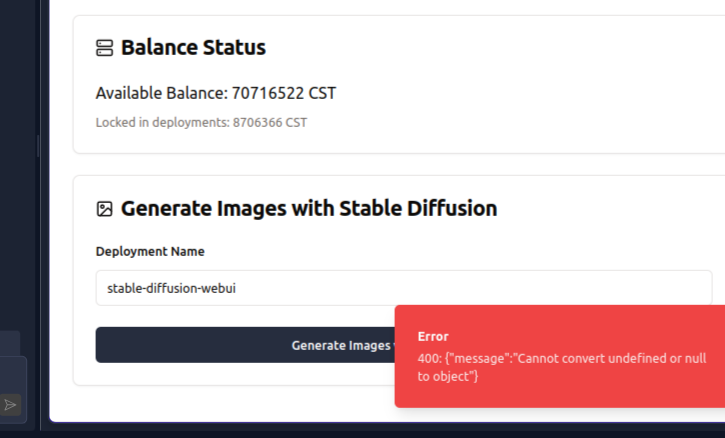 Balance Status
Available Balance: 70716522 CST
Locked in deployments: 8706366 CST
Generate Images with Stable Diffusion
Deployment Name
stable-diffusion-webui
Generate Images
Error
400: {"message":"Cannot convert undefined or null
to object"}